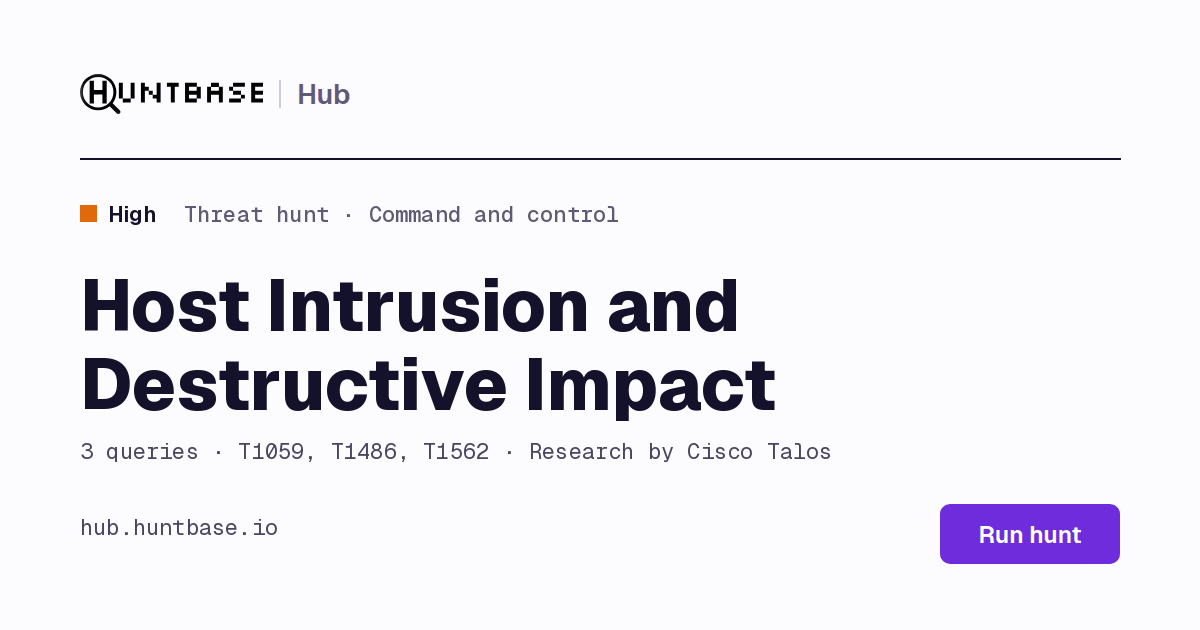 HUNTBASE Hub
High Threat hunt · Command and control
Host Intrusion and
Destructive Impact
3 queries · T1059, T1486, T1562 · Research by Cisco Talos
hub.huntbase.io
Run hunt